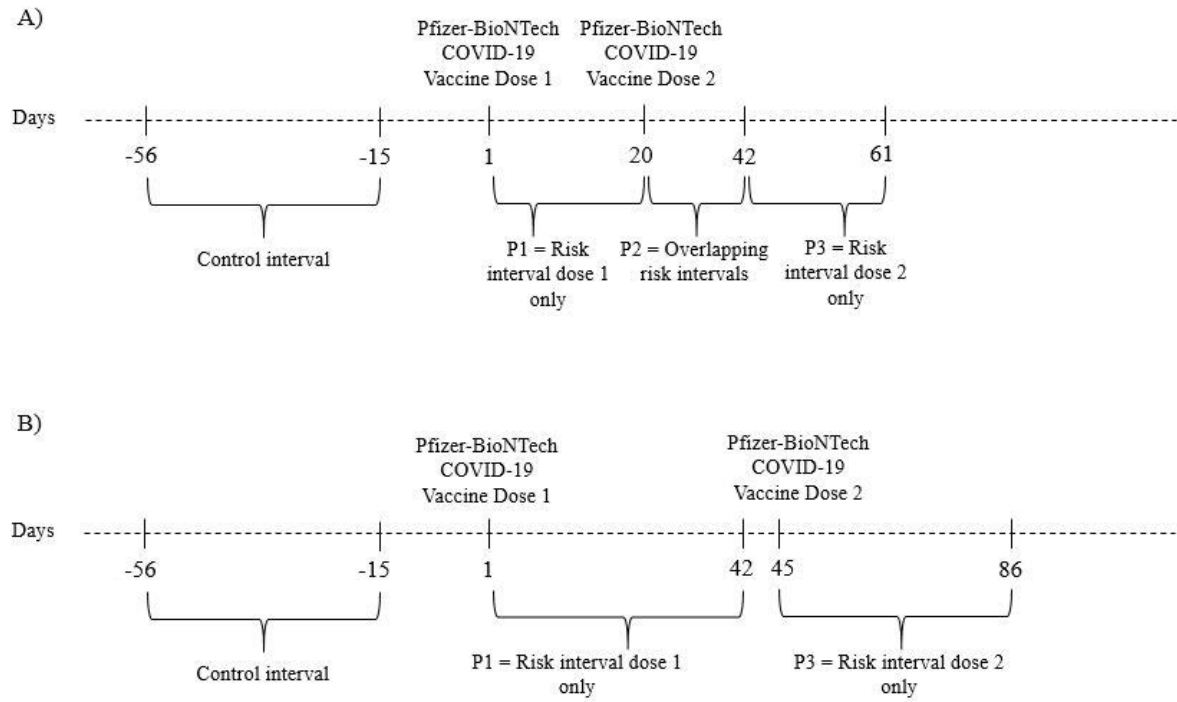 A)
Pfizer-BioNTech Pfizer-BioNTech
COVID-19 COVID-19
Vaccine Dose 1 Vaccine Dose 2
Days
-56 -15 1 20 42 61
Control interval
P1 = Risk
interval dose 1
only
P2 = Overlapping
risk intervals
P3 = Risk
interval dose 2
only
B)
Pfizer-BioNTech
COVID-19
Vaccine Dose 1
Pfizer-BioNTech
COVID-19
Vaccine Dose 2
Days
-56 -15 1 42 45 86
Control interval
P1 = Risk interval dose 1
only
P3 = Risk interval dose 2
only